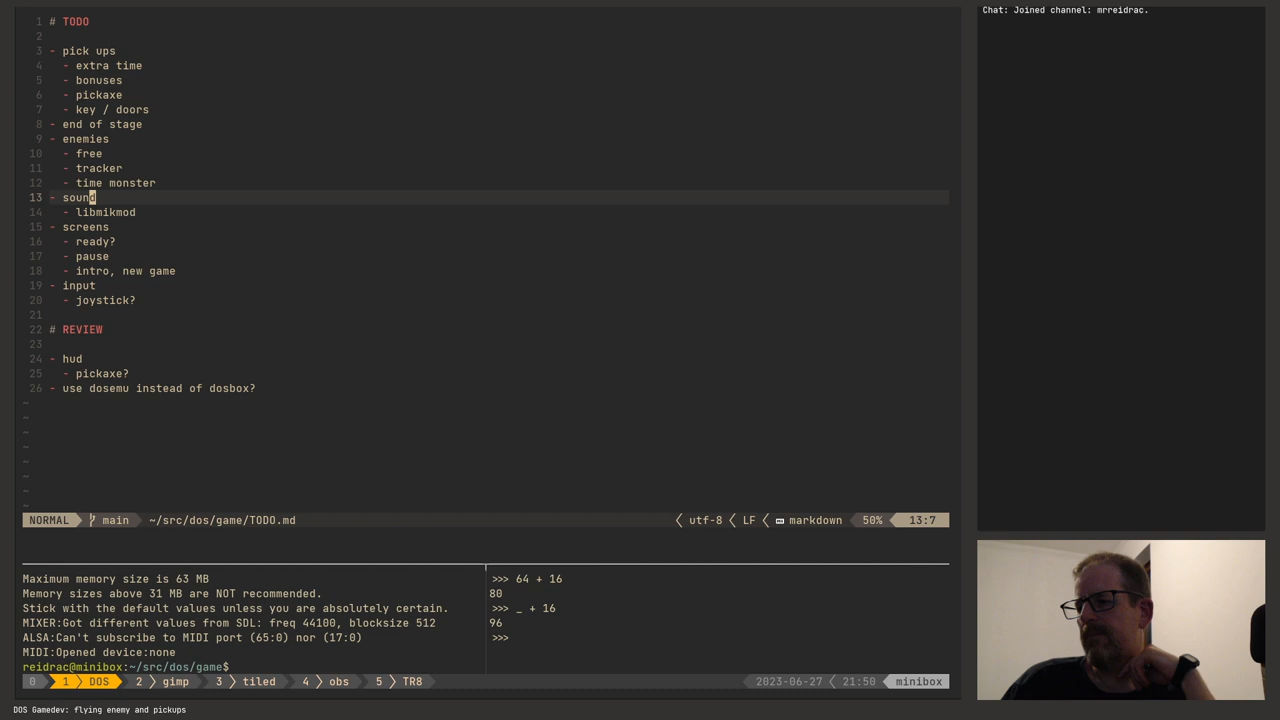 Chat: Joined channel: mrreidrac.
1 # TODO
2
3 - pick ups
4 - extra time
5 - bonuses
6 - pickaxe
7 - key / doors
8 - end of stage
9 - enemies
10 - free
11 - tracker
12 - time monster
13 - sound
14 - libmikmod
15 - screens
16 - ready?
17 - pause
18 - intro, new game
19 - input
20 - joystick?
21
22 # REVIEW
23
24 - hud
25 - pickaxe?
26 - use dosemu instead of dosbox?
~
~
~
~
~
~
~
~
NORMAL main ~/src/dos/game/TODO.md utf-8 LF markdown 50% 13:7
Maximum memory size is 63 MB
Memory sizes above 31 MB are NOT recommended.
Stick with the default values unless you are absolutely certain.
MIXER:Got different values from SDL: freq 44100, blocksize 512
ALSA:Can't subscribe to MIDI port (65:0) nor (17:0)
MIDI:Opened device:none
reidrac@minibox:~/src/dos/game$
>>> 64 + 16
80
>>> _ + 16
96
>>>
0 1 DOS 2 gimp 3 tiled 4 obs 5 TR8 2023-06-27 21:50 minibox
DOS Gamedev: flying enemy and pickups